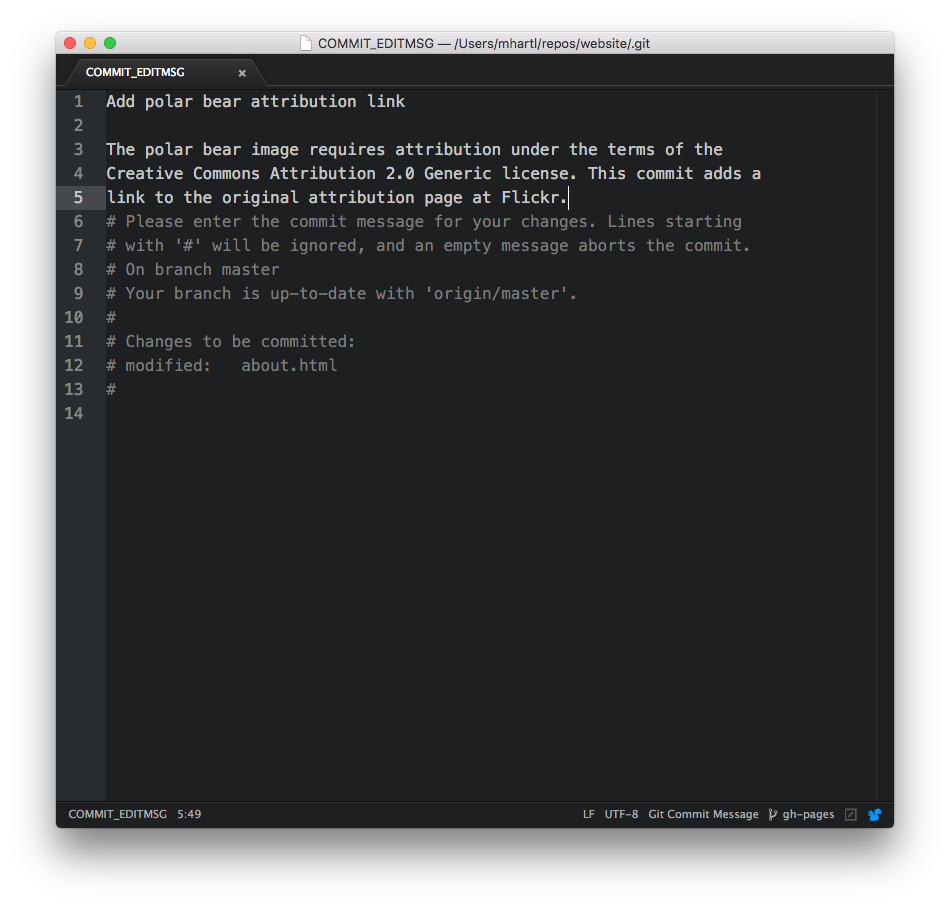 COMMIT_EDITMSG — /Users/mhartl/repos/website/.git
COMMIT_EDITMSG ×
1 Add polar bear attribution link
2
3 The polar bear image requires attribution under the terms of the
4 Creative Commons Attribution 2.0 Generic license. This commit adds a
5 link to the original attribution page at Flickr.
6 # Please enter the commit message for your changes. Lines starting
7 # with '#' will be ignored, and an empty message aborts the commit.
8 # On branch master
9 # Your branch is up-to-date with 'origin/master'.
10 #
11 # Changes to be committed:
12 # modified:   about.html
13 #
14
COMMIT_EDITMSG 5:49 LF UTF-8 Git Commit Message gh-pages